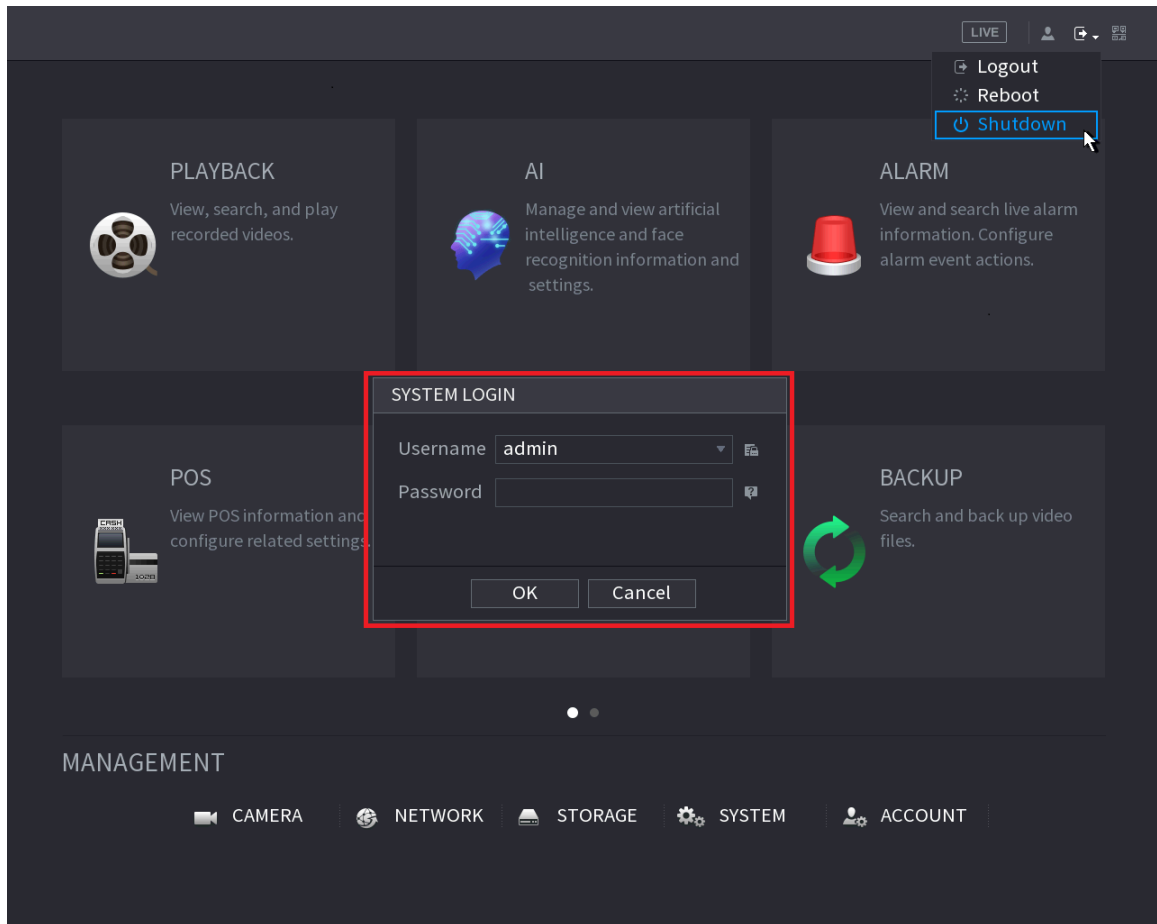 LIVE
Logout
Reboot
Shutdown
PLAYBACK
View, search, and play
recorded videos.
AI
Manage and view artificial
intelligence and face
recognition information and
settings.
ALARM
View and search live alarm
information. Configure
alarm event actions.
SYSTEM LOGIN
Username admin
Password
OK Cancel
POS
View POS information and
configure related settings.
CASH
BACKUP
Search and back up video
files.
MANAGEMENT
CAMERA NETWORK STORAGE SYSTEM ACCOUNT